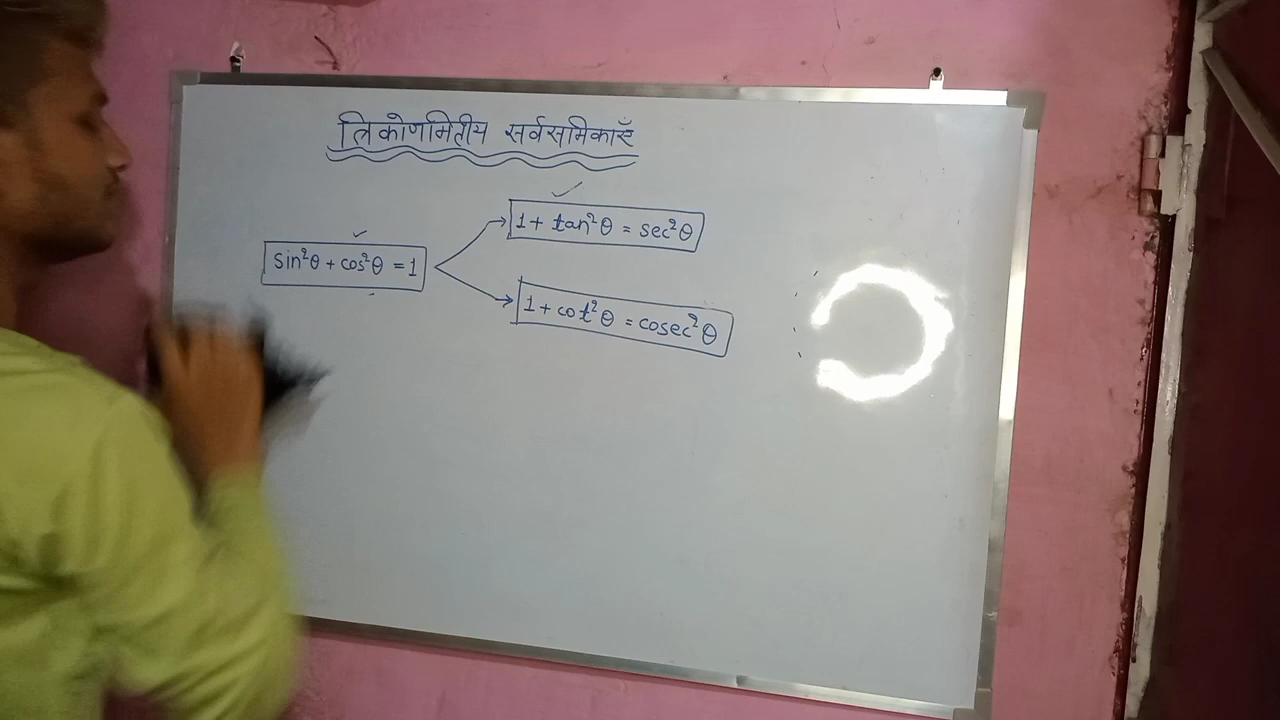 त्रिकोणमितीय सर्वसमिकाएँ
1 + tan²θ = sec²θ
sin²θ + cos²θ = 1
1 + cot²θ = cosec²θ